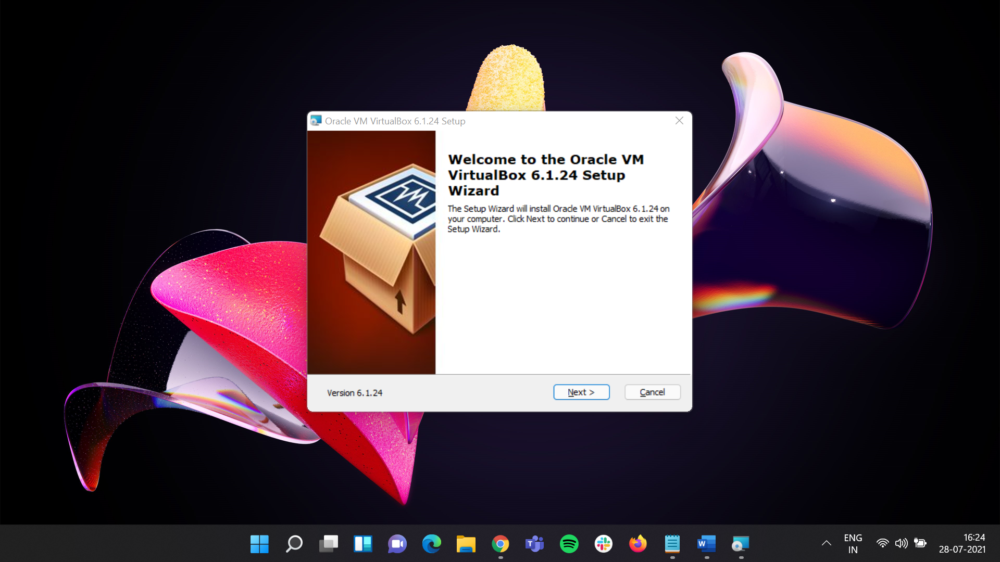 Oracle VM VirtualBox 6.1.24 Setup
Welcome to the Oracle VM
VirtualBox 6.1.24 Setup
Wizard
The Setup Wizard will install Oracle VM VirtualBox 6.1.24 on
your computer. Click Next to continue or Cancel to exit the
Setup Wizard.
Version 6.1.24
Next >
Cancel
T
W
ENG
IN
16:24
28-07-2021